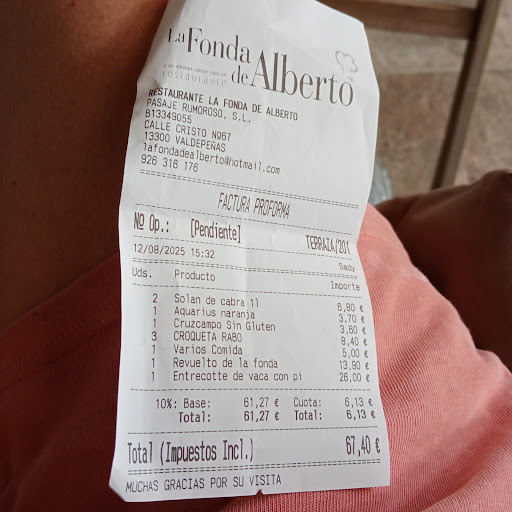 La Fonda
de Alberto
restaurante
RESTAURANTE LA FONDA DE ALBERTO
PASAJE RUMOROSO, S.L.
B13349055
CALLE CRISTO Nº67
13300 VALDEPEÑAS
lafondadealberto@hotmail.com
926 316 176
FACTURA PROFORMA
Nº Op.: [Pendiente] TERRAZA/201
12/08/2025 15:32 Sady
Uds. Producto Importe
2 Solan de cabra 1l 6,80 €
1 Aquarius naranja 3,70 €
1 Cruzcampo Sin Gluten 3,60 €
3 CROQUETA RABO 8,40 €
1 Varios Comida 5,00 €
1 Revuelto de la fonda 13,90 €
1 Entrecotte de vaca con pi 26,00 €
10%: Base: 61,27 € Cuota: 6,13 €
Total: 61,27 € Total: 6,13 €
Total (Impuestos Incl.) 67,40 €
MUCHAS GRACIAS POR SU VISITA